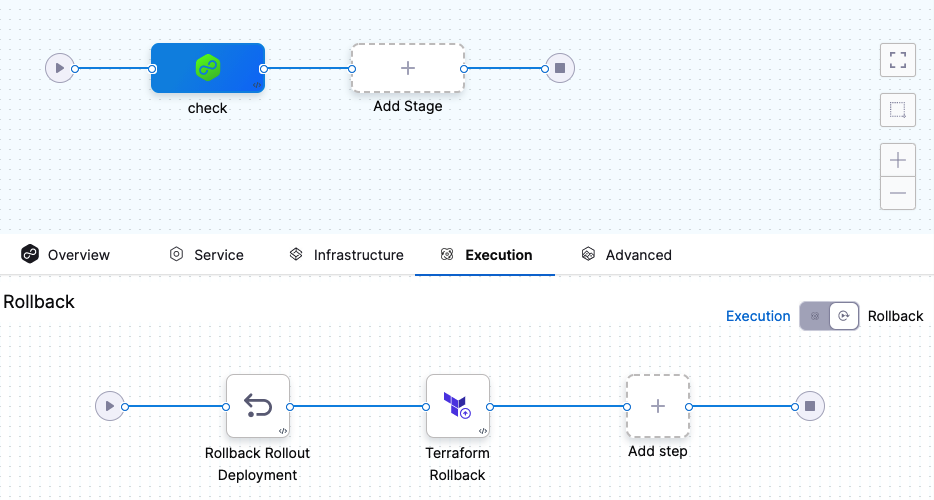 check
Add Stage
Overview
Service
Infrastructure
Execution
Advanced
Rollback
Execution
Rollback
Rollback Rollout
Deployment
Terraform
Rollback
Add step